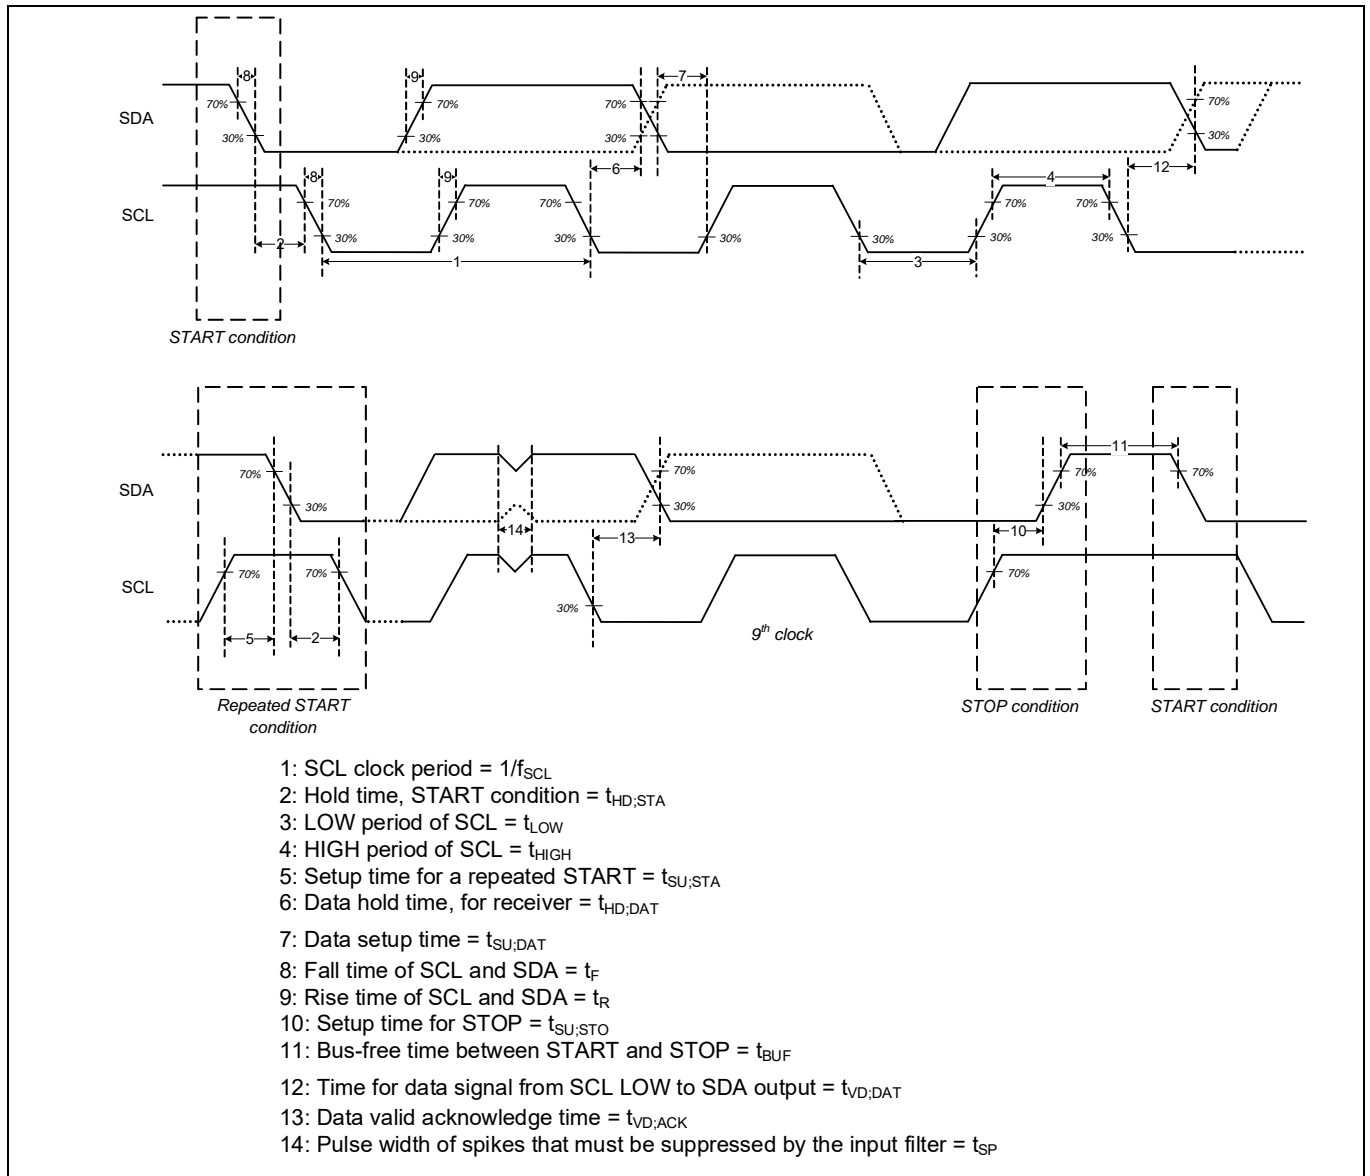 8 9 7
70% 70% 70% 70%
SDA
30% 30% 30% 30%
6 12
8 9 4
70% 70% 70% 70% 70%
SCL
30% 30% 30% 30% 30% 30% 30%
2 1 3
START condition
11
70% 70% 70% 70%
SDA
30% 30% 30%
14 13 10
70% 70% 70%
SCL
30%
5 2 9th clock
Repeated START
condition
STOP condition START condition
1: SCL clock period = 1/fSCL
2: Hold time, START condition = tHD;STA
3: LOW period of SCL = tLOW
4: HIGH period of SCL = tHIGH
5: Setup time for a repeated START = tSU;STA
6: Data hold time, for receiver = tHD;DAT
7: Data setup time = tSU;DAT
8: Fall time of SCL and SDA = tF
9: Rise time of SCL and SDA = tR
10: Setup time for STOP = tSU;STO
11: Bus-free time between START and STOP = tBUF
12: Time for data signal from SCL LOW to SDA output = tVD;DAT
13: Data valid acknowledge time = tVD;ACK
14: Pulse width of spikes that must be suppressed by the input filter = tSP